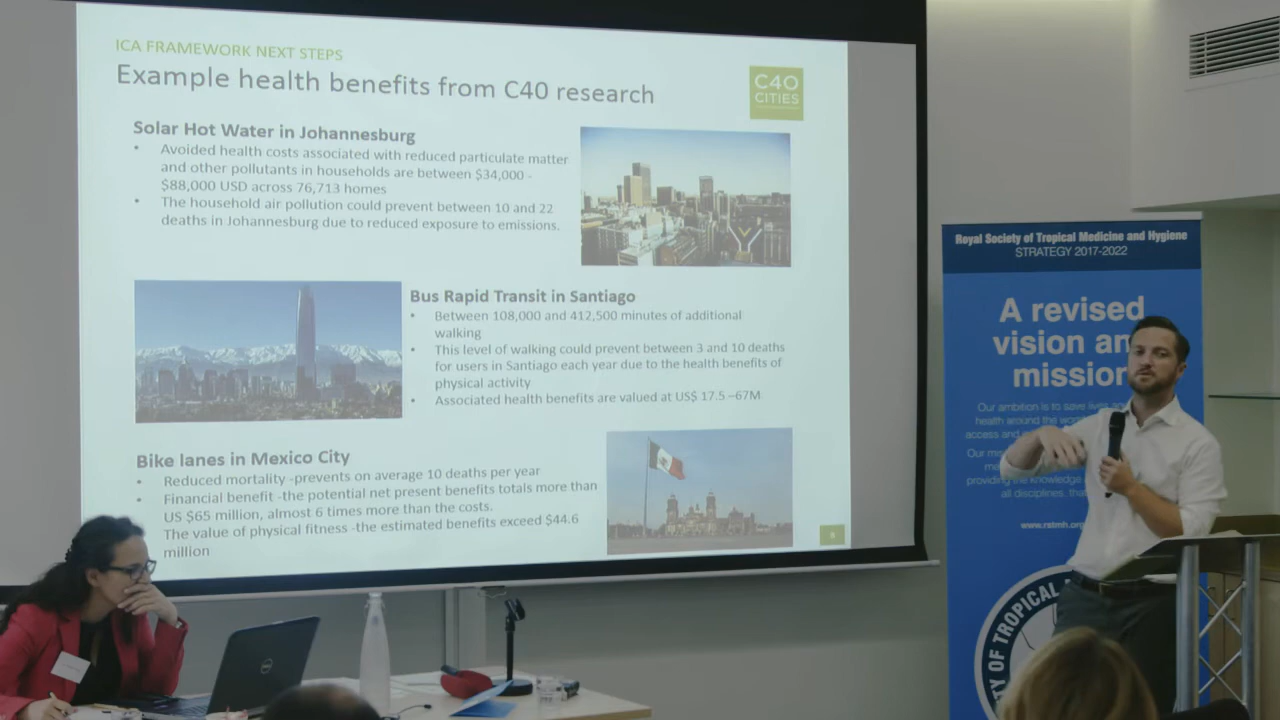 ICA FRAMEWORK NEXT STEPS
Example health benefits from C40 research
C40
CITIES
Solar Hot Water in Johannesburg
• Avoided health costs associated with reduced particulate matter
and other pollutants in households are between $34,000 -
$88,000 USD across 76,713 homes
• The household air pollution could prevent between 10 and 22
deaths in Johannesburg due to reduced exposure to emissions.
Bus Rapid Transit in Santiago
• Between 108,000 and 412,500 minutes of additional
walking
• This level of walking could prevent between 3 and 10 deaths
for users in Santiago each year due to the health benefits of
physical activity
• Associated health benefits are valued at US$ 17.5 –67M
Bike lanes in Mexico City
• Reduced mortality -prevents on average 10 deaths per year
• Financial benefit -the potential net present benefits totals more than
US $65 million, almost 6 times more than the costs.
The value of physical fitness -the estimated benefits exceed $44.6
million
8
Royal Society of Tropical Medicine and Hygiene
STRATEGY 2017-2022
A revised
vision an
mission
Our ambition is to save lives
health around the
access and
Our
providing the knowledge
all disciplines,
www.rstmh.org
OF TROPICAL
DELL